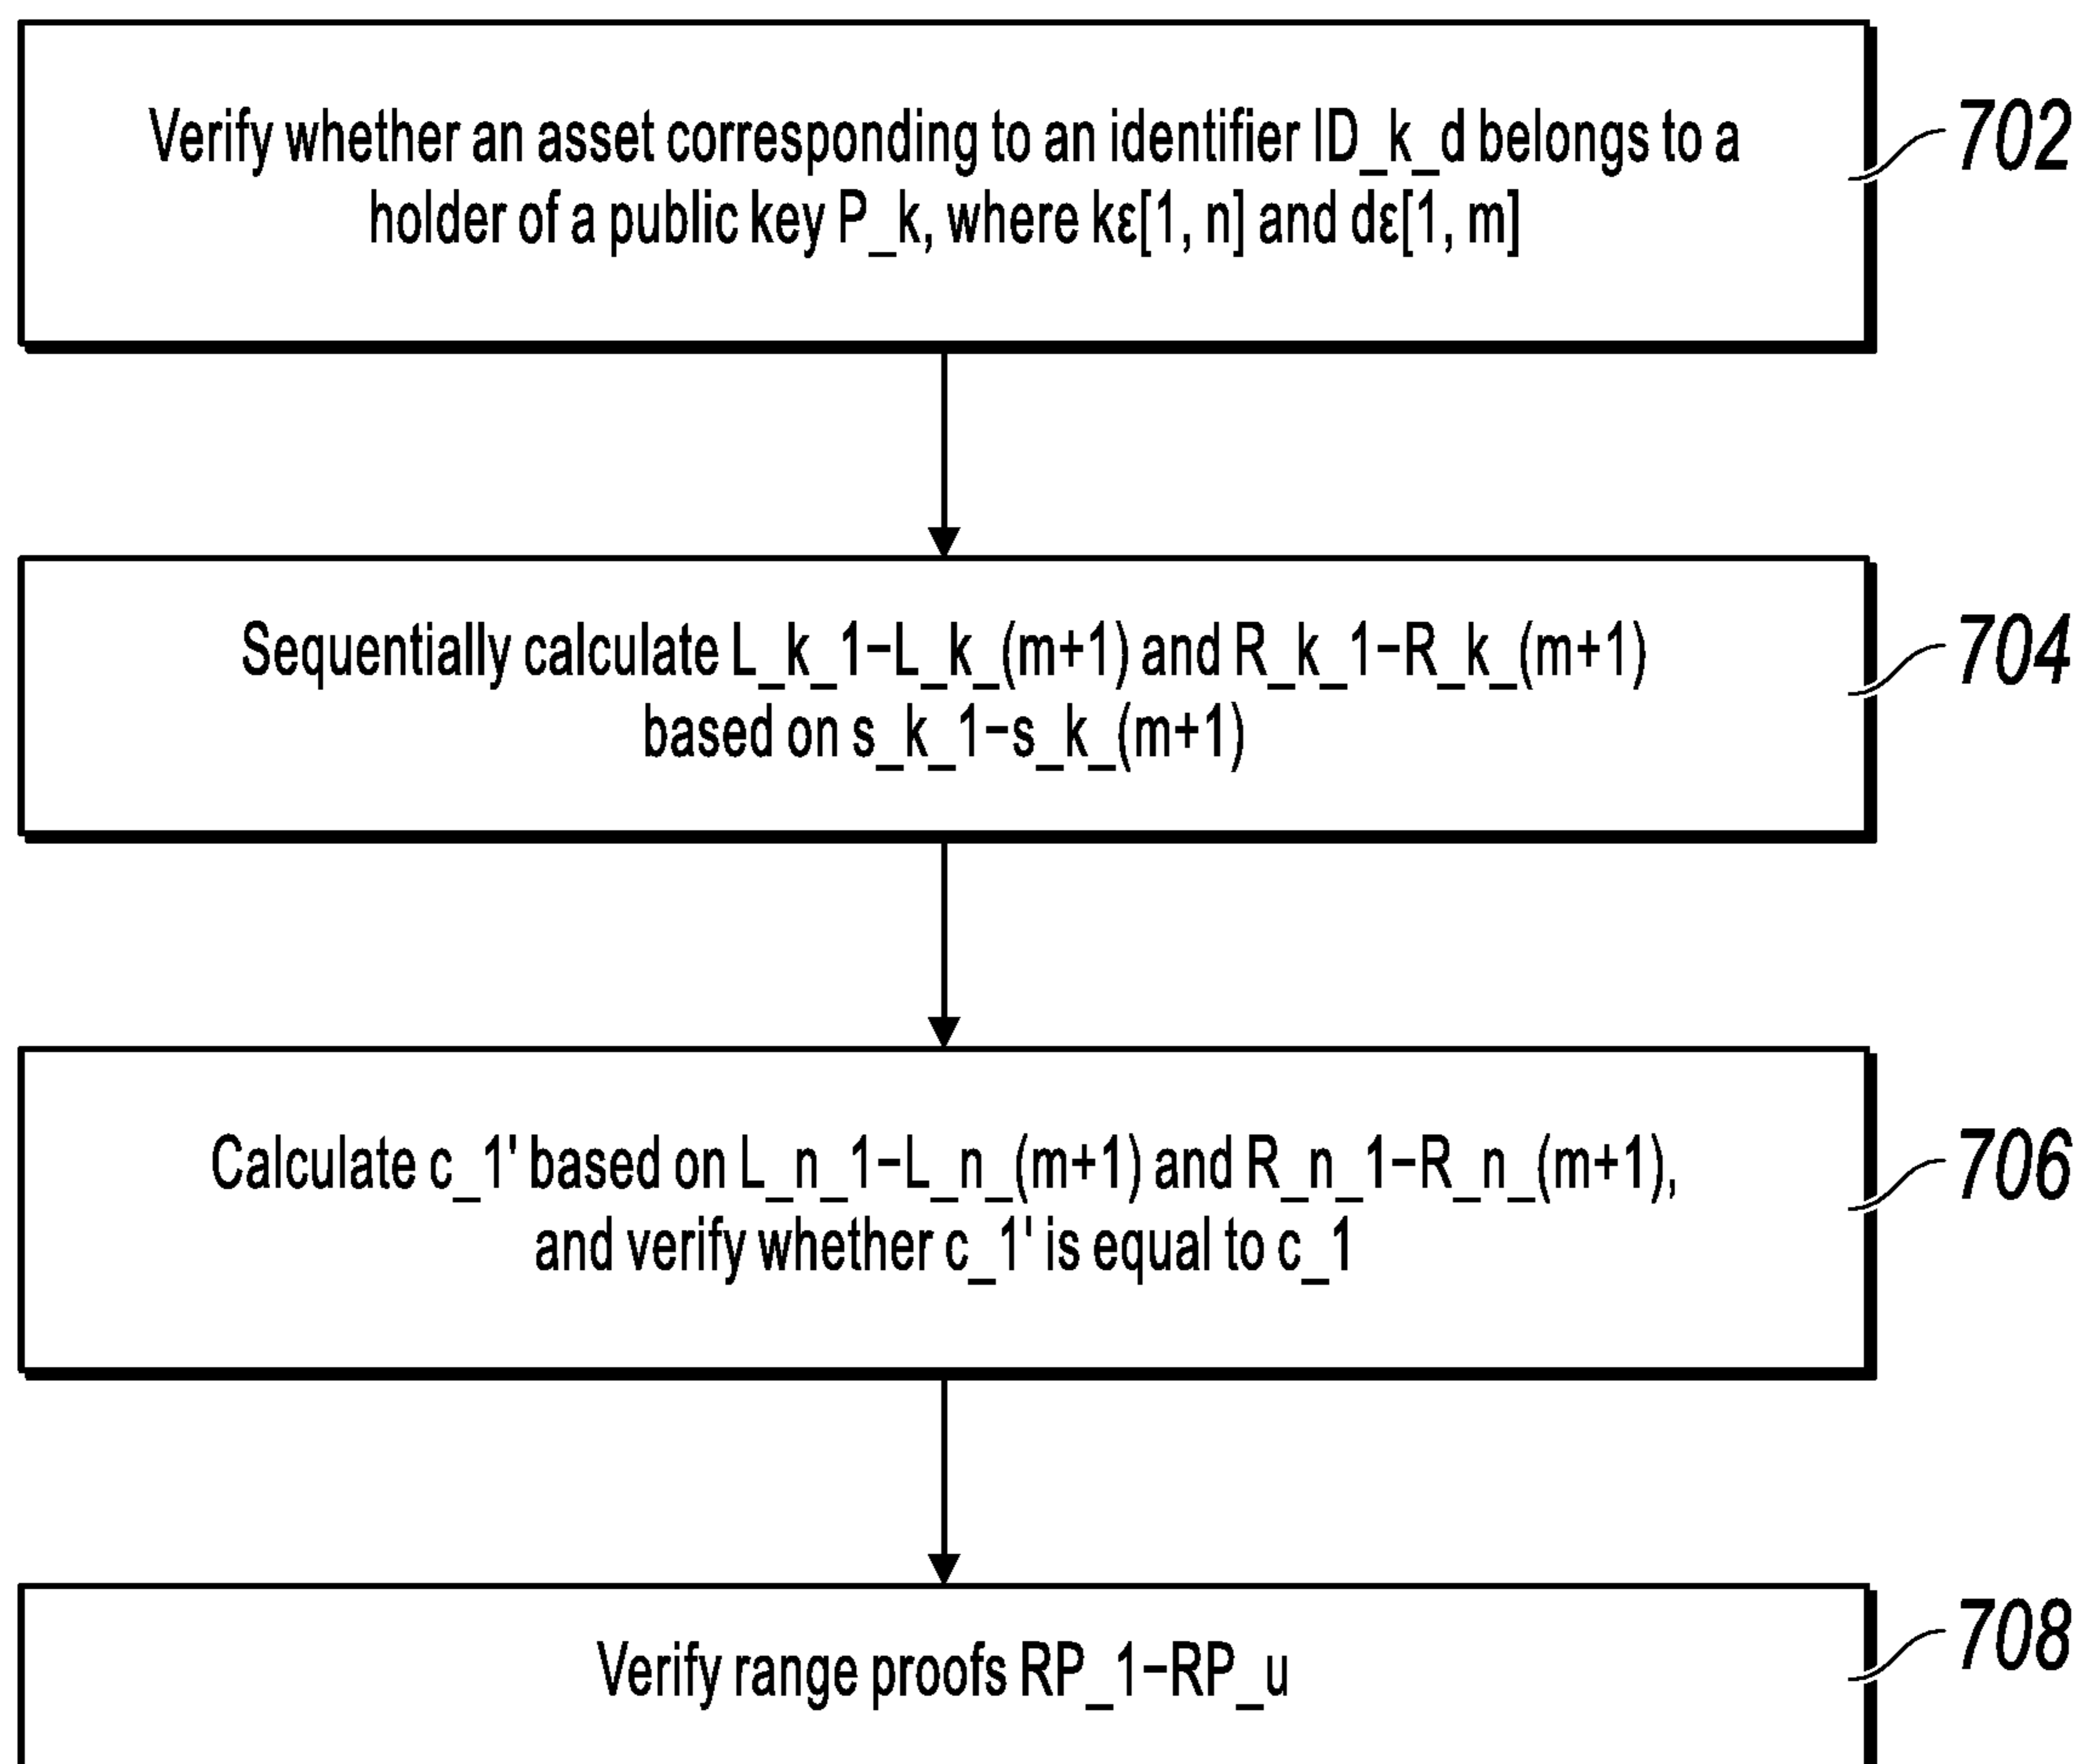 Verify whether an asset corresponding to an identifier ID_k_d belongs to a
holder of a public key P_k, where kε[1, n] and dε[1, m]
702
Sequentially calculate L_k_1−L_k_(m+1) and R_k_1−R_k_(m+1)
based on s_k_1−s_k_(m+1)
704
Calculate c_1' based on L_n_1−L_n_(m+1) and R_n_1−R_n_(m+1),
and verify whether c_1' is equal to c_1
706
Verify range proofs RP_1−RP_u
708